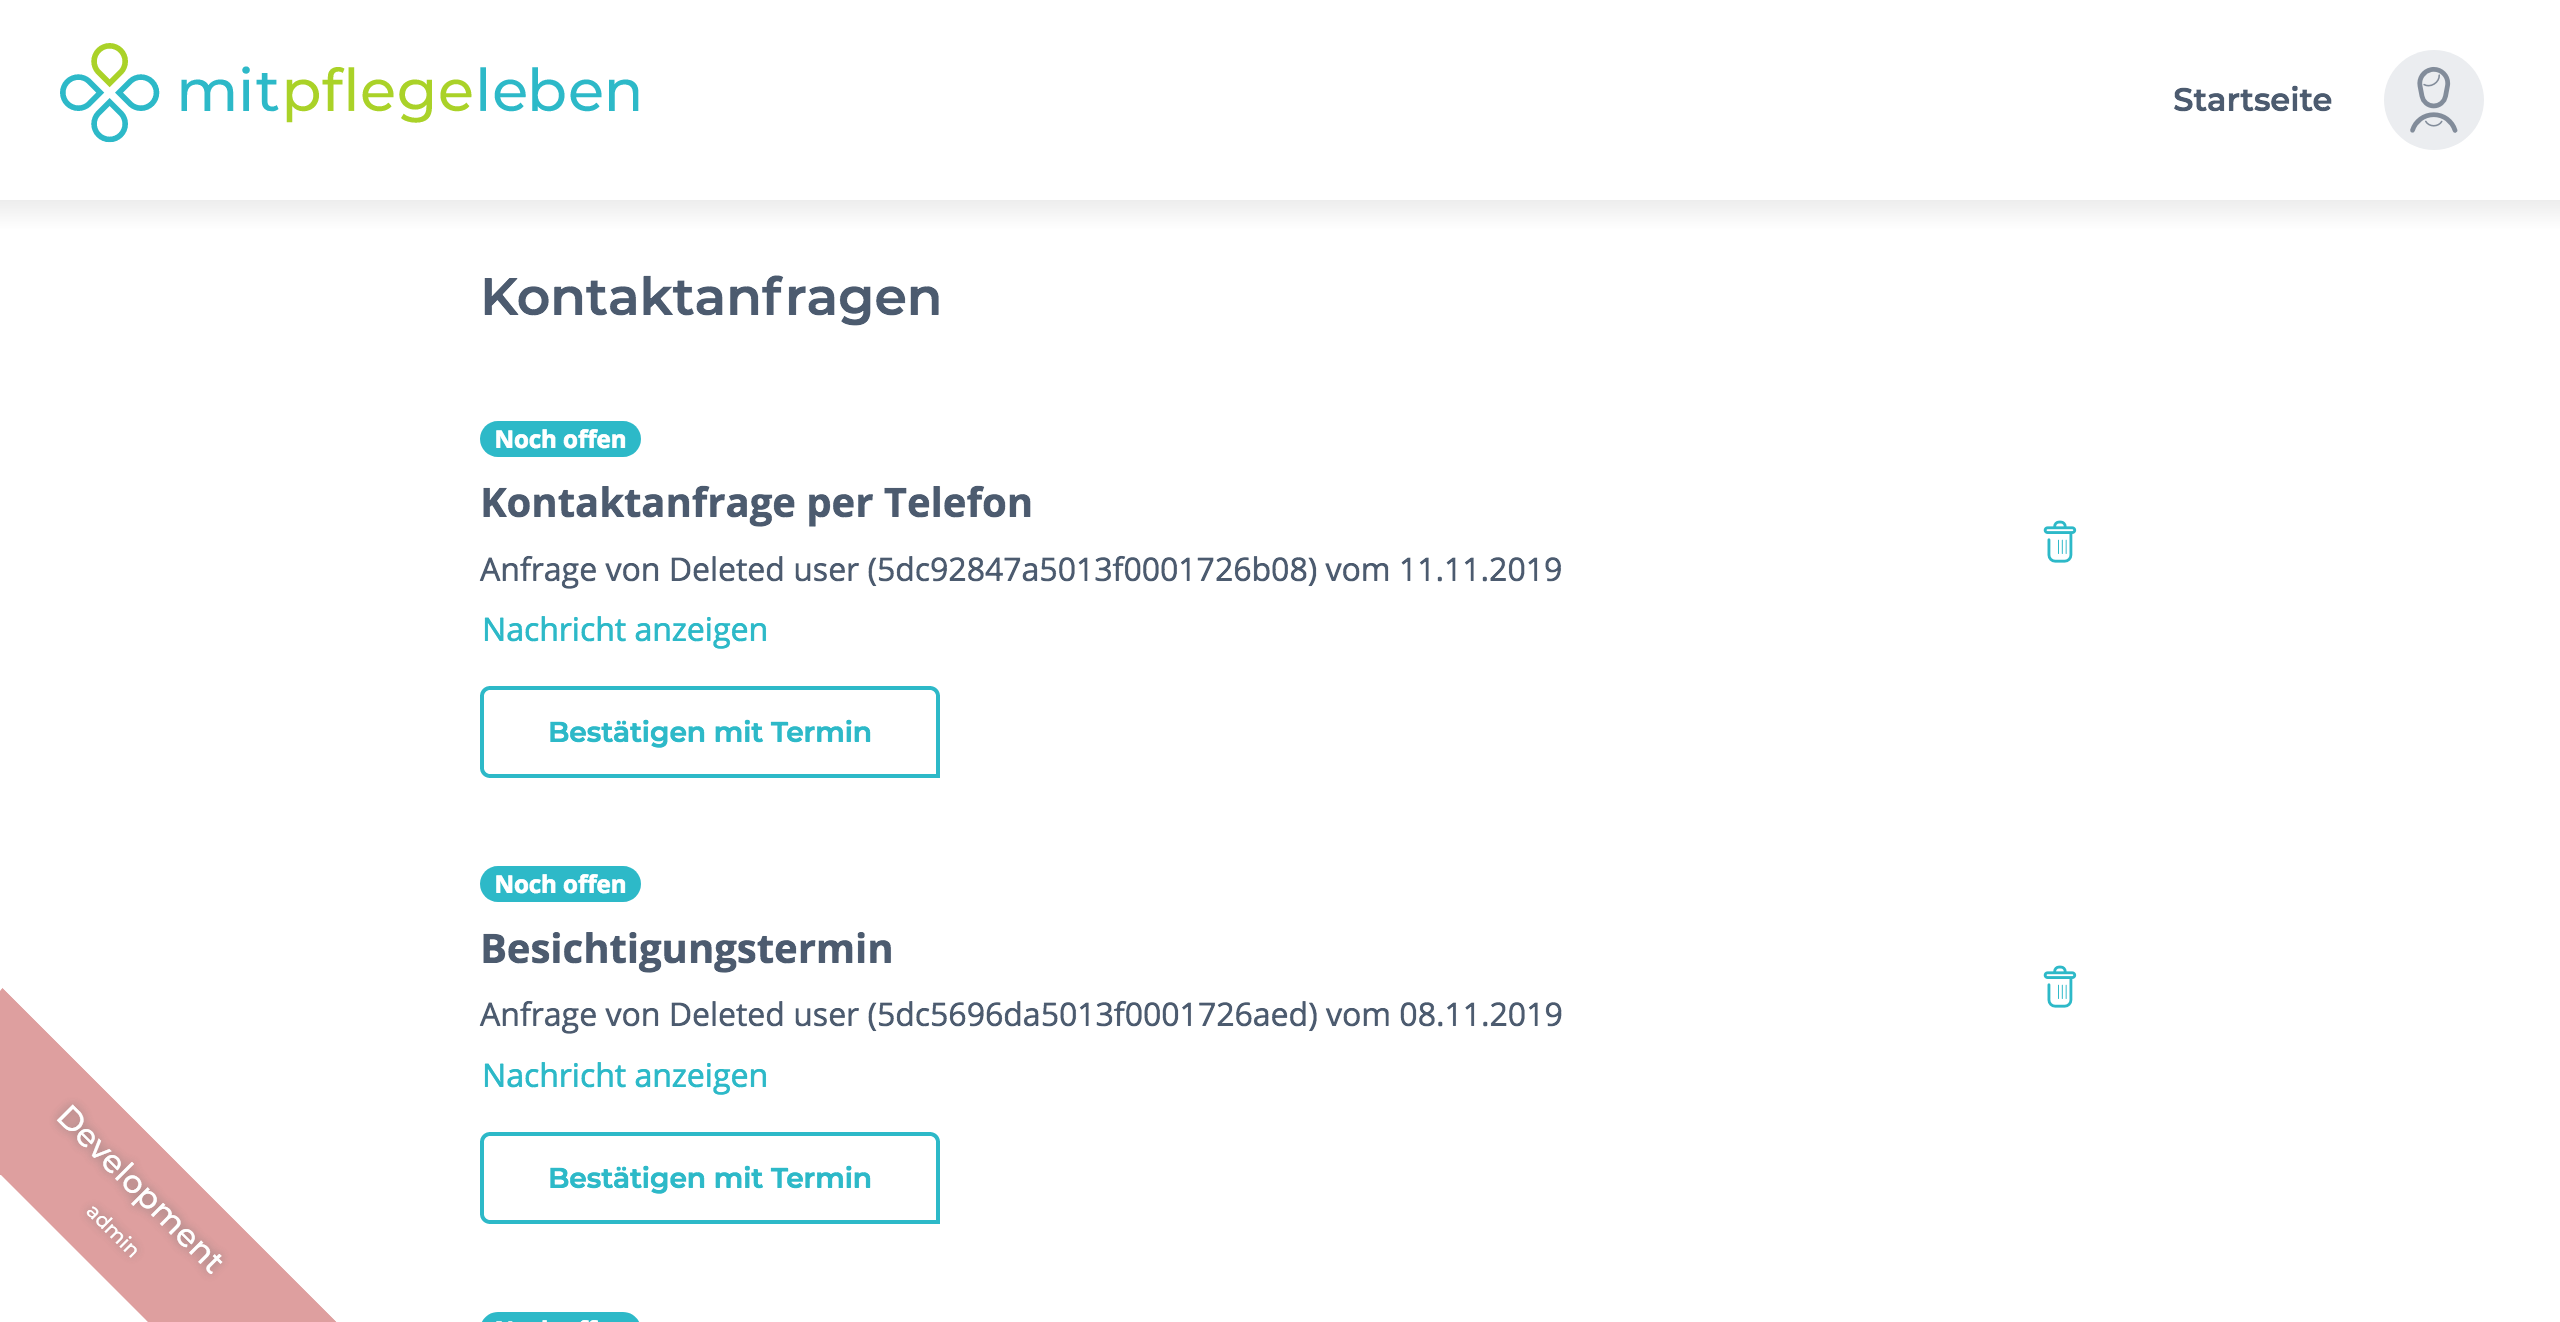 mitpflegeleben
Startseite
Kontaktanfragen
Noch offen
Kontaktanfrage per Telefon
Anfrage von Deleted user (5dc92847a5013f0001726b08) vom 11.11.2019
Nachricht anzeigen
Bestätigen mit Termin
Noch offen
Besichtigungstermin
Anfrage von Deleted user (5dc5696da5013f0001726aed) vom 08.11.2019
Nachricht anzeigen
Bestätigen mit Termin
Development
admin